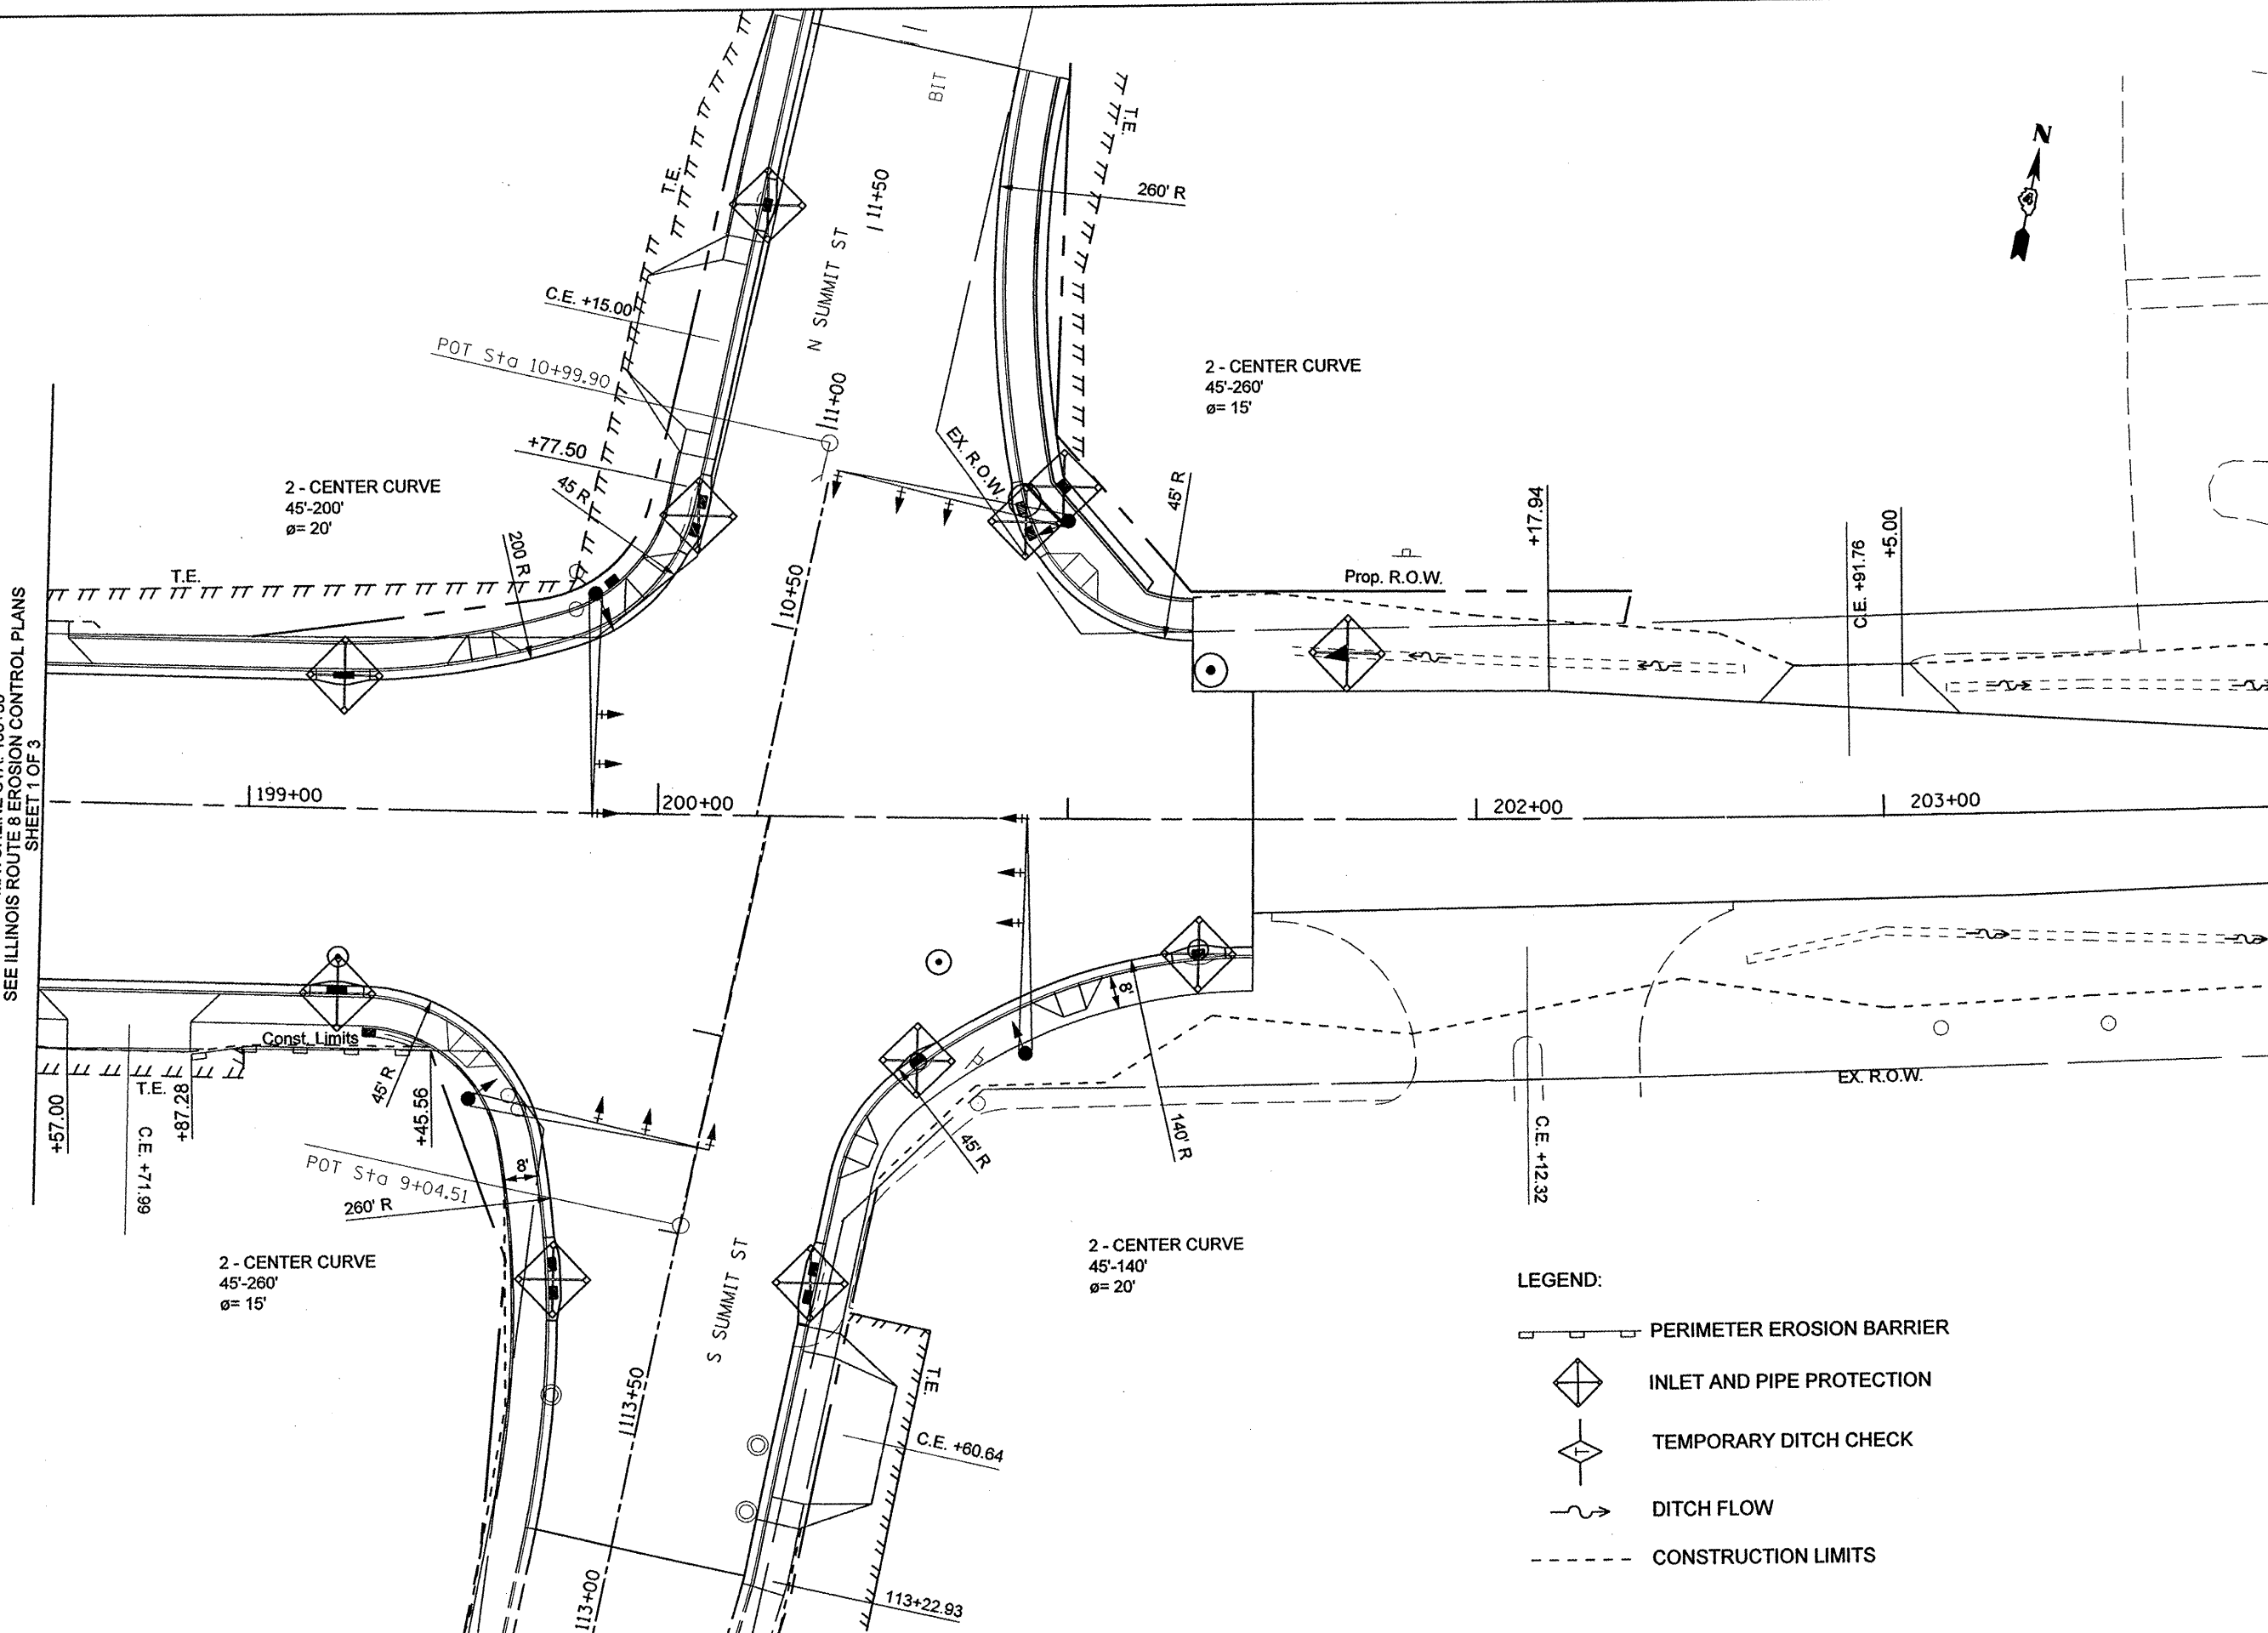 BIT
T.E.
T.E.
N
260' R
11+50
N SUMMIT ST
C.E. +15.00
POT Sta 10+99.90
11+00
2 - CENTER CURVE
45'-260'
ø= 15'
+77.50
EX. R.O.W.
2 - CENTER CURVE
45'-200'
ø= 20'
45 R
45' R
+17.94
200 R
+5.00
C.E. +91.76
T.E.
10+50
Prop. R.O.W.
SEE ILLINOIS ROUTE 8 EROSION CONTROL PLANS
SHEET 1 OF 3
199+00
200+00
202+00
203+00
8'
Const. Limits
T.E.
45' R
+57.00
+87.28
+45.56
C.E. +71.99
45' R
140' R
EX. R.O.W.
C.E. +12.32
8'
POT Sta 9+04.51
260' R
2 - CENTER CURVE
45'-260'
ø= 15'
S SUMMIT ST
2 - CENTER CURVE
45'-140'
ø= 20'
LEGEND:
PERIMETER EROSION BARRIER
INLET AND PIPE PROTECTION
T
TEMPORARY DITCH CHECK
DITCH FLOW
CONSTRUCTION LIMITS
T.E.
113+50
C.E. +60.64
113+00
113+22.93